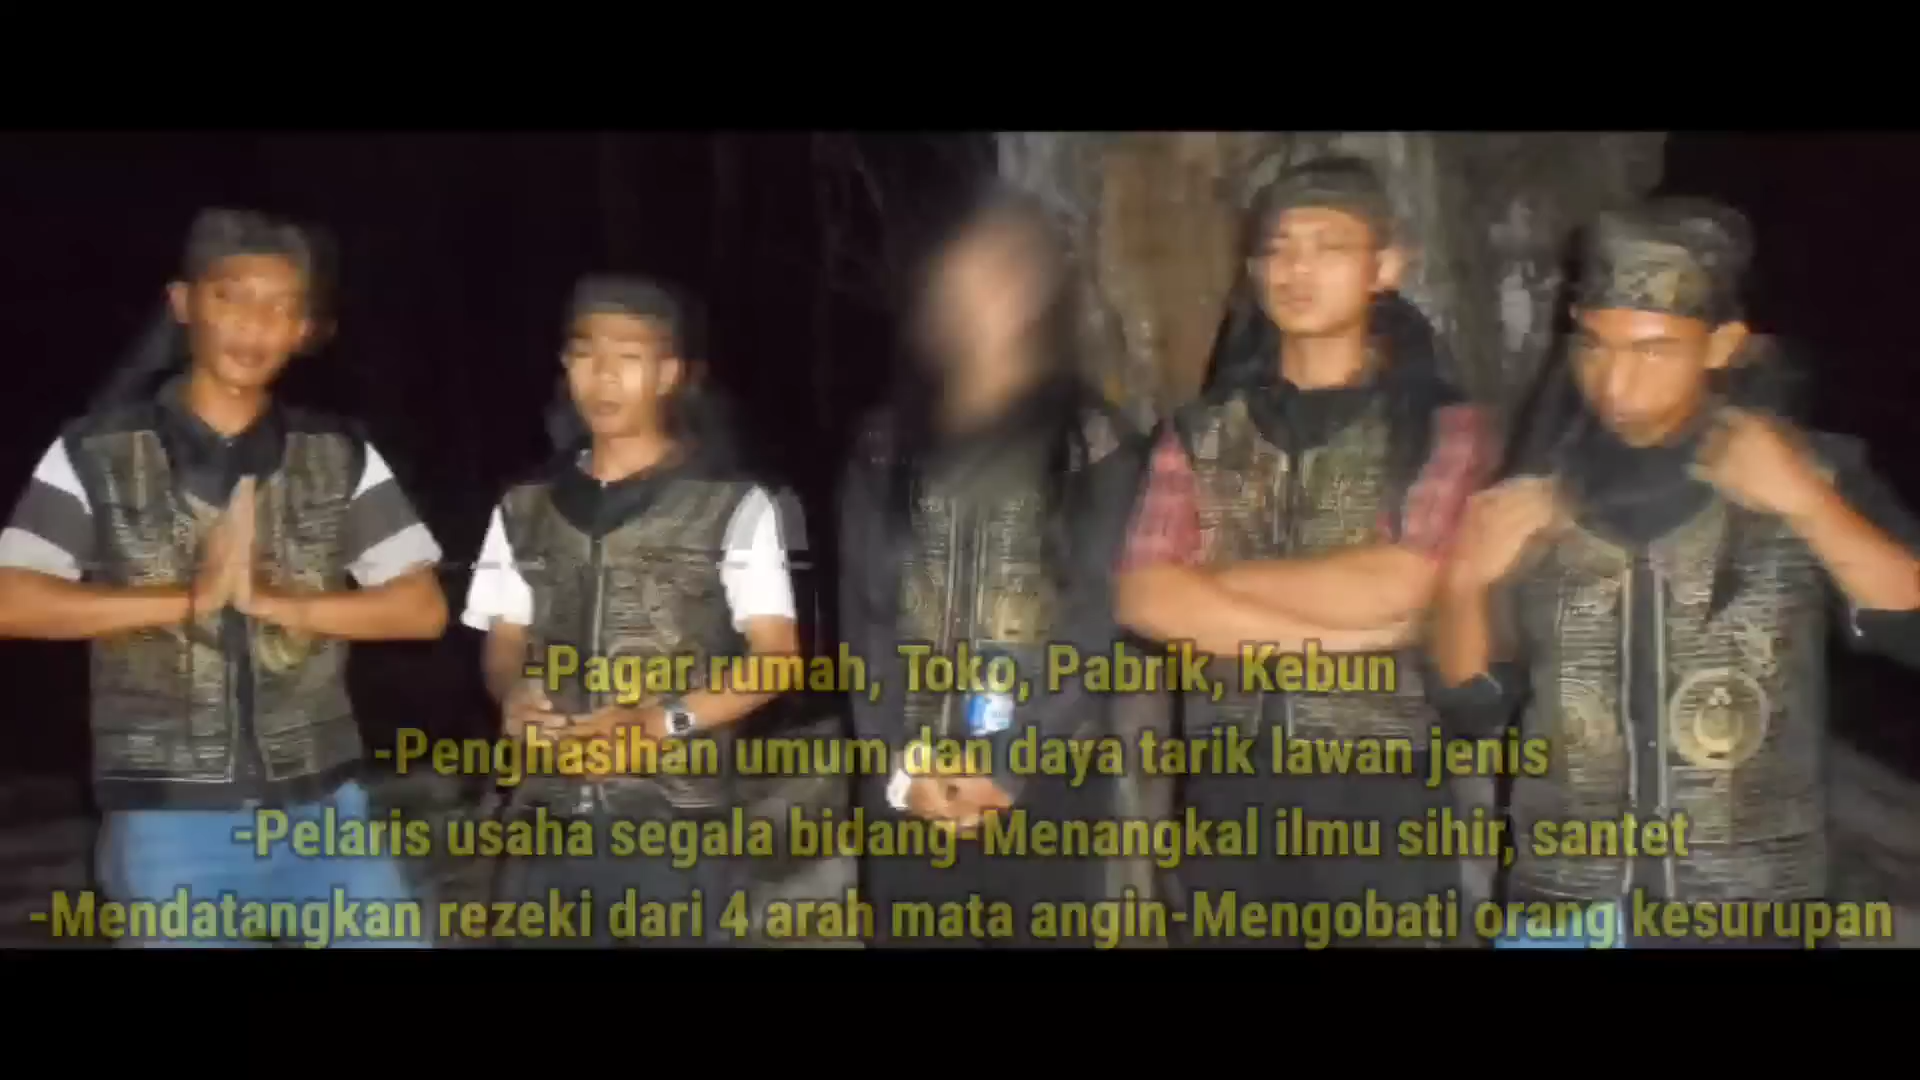 -Pagar rumah, Toko, Pabrik, Kebun
-Penghasihan umum dan daya tarik lawan jenis
-Pelaris usaha segala bidang-Menangkal ilmu sihir, santet
-Mendatangkan rezeki dari 4 arah mata angin-Mengobati orang kesurupan